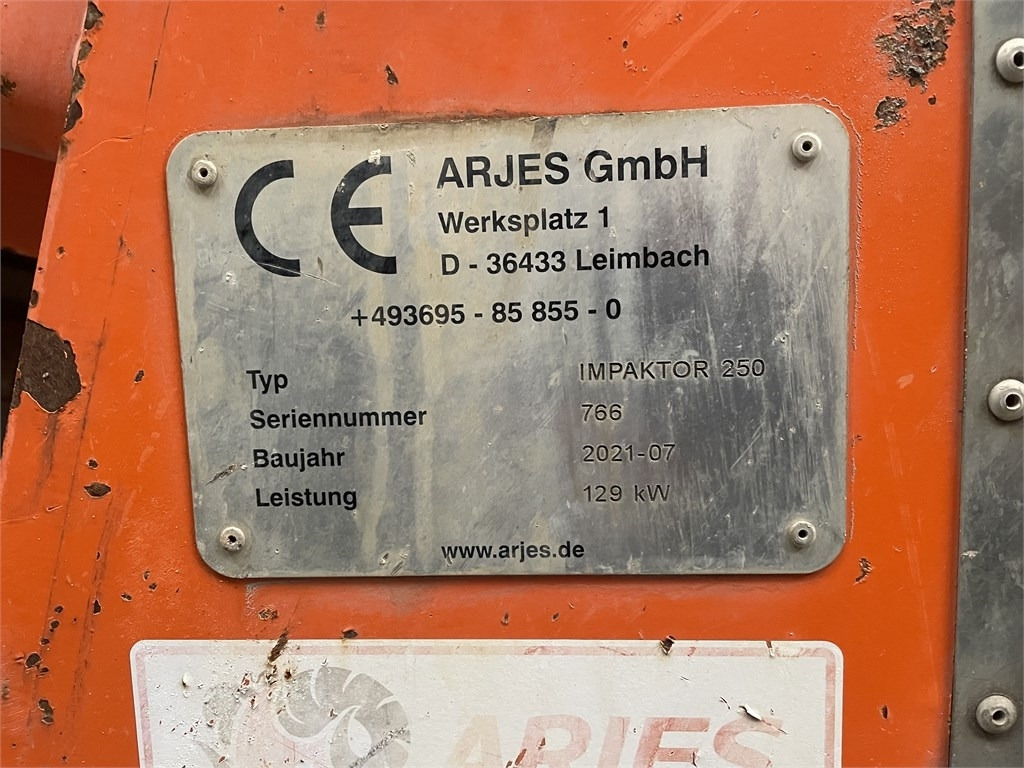 CE
ARJES GmbH
Werksplatz 1
D - 36433 Leimbach
+493695 - 85 855 - 0
Typ IMPAKTOR 250
Seriennummer 766
Baujahr 2021-07
Leistung 129 kW
www.arjes.de
ARJES